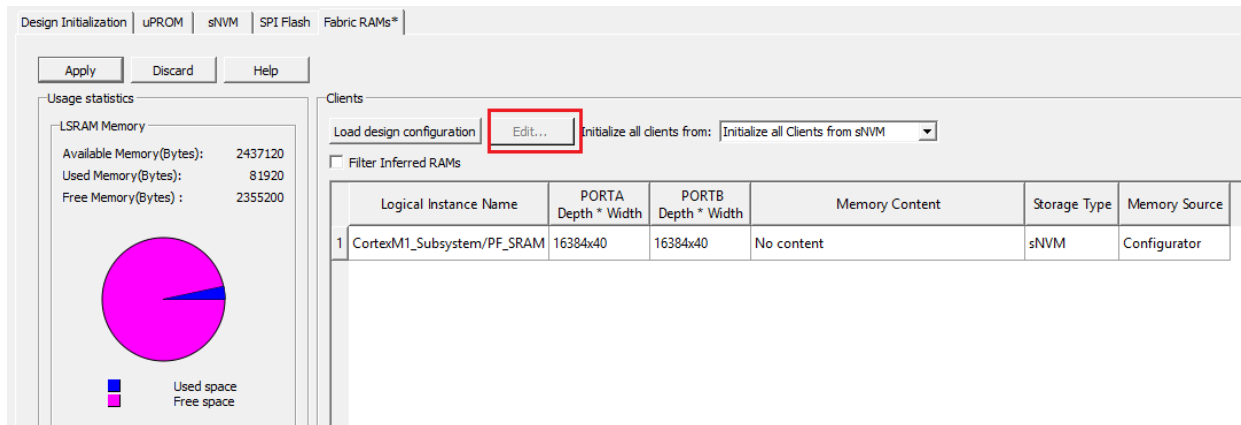 Design Initialization uPROM sNVM SPI Flash Fabric RAMs*
Apply Discard Help
Usage statistics
LSRAM Memory
Available Memory(Bytes): 2437120
Used Memory(Bytes): 81920
Free Memory(Bytes) : 2355200
Used space
Free space
Clients
Load design configuration Edit... Initialize all clients from: Initialize all Clients from sNVM
Filter Inferred RAMs
Logical Instance Name PORTA Depth * Width PORTB Depth * Width Memory Content Storage Type Memory Source
1 CortexM1_Subsystem/PF_SRAM 16384x40 16384x40 No content sNVM Configurator